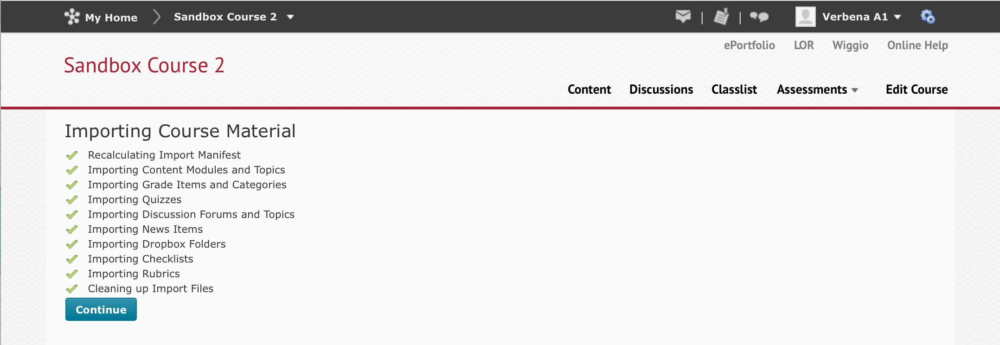 My Home Sandbox Course 2 | | Verbena A1
ePortfolio LOR Wiggio Online Help
Sandbox Course 2
Content Discussions Classlist Assessments Edit Course
Importing Course Material
Recalculating Import Manifest
Importing Content Modules and Topics
Importing Grade Items and Categories
Importing Quizzes
Importing Discussion Forums and Topics
Importing News Items
Importing Dropbox Folders
Importing Checklists
Importing Rubrics
Cleaning up Import Files
Continue